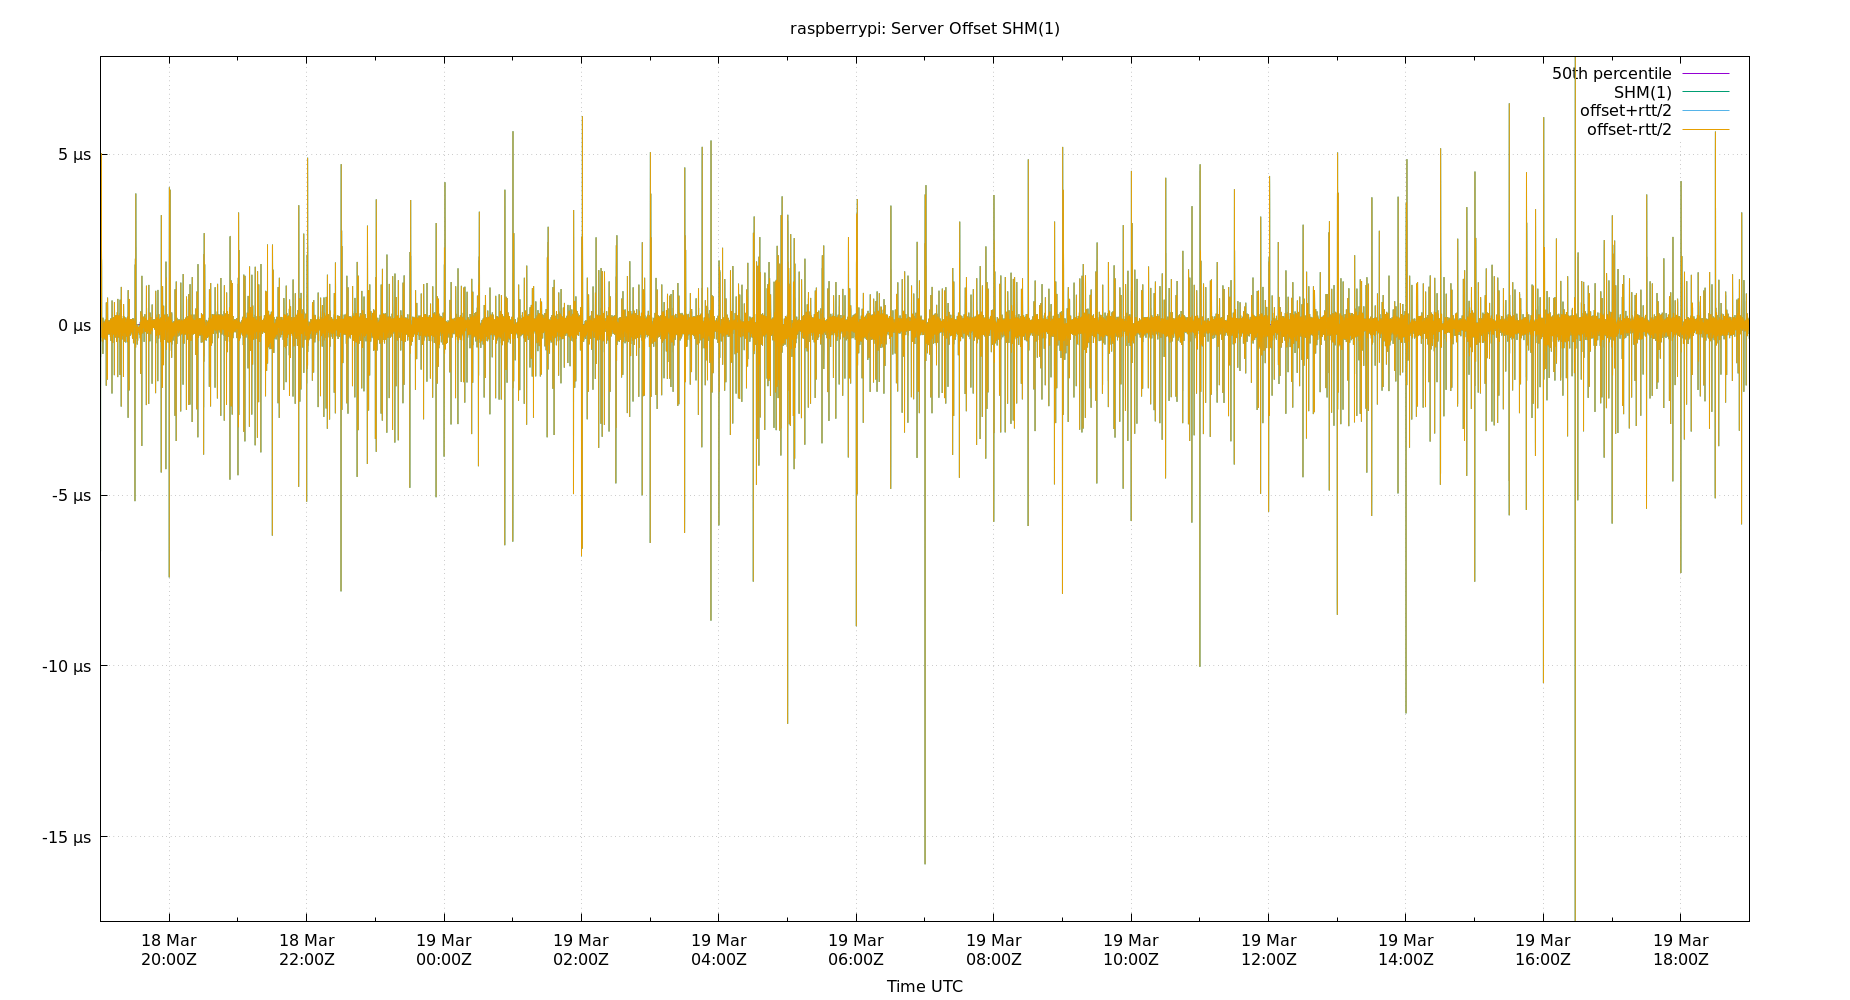 raspberrypi: Server Offset SHM(1)
50th percentile
SHM(1)
offset+rtt/2
offset-rtt/2
5 µs
0 µs
-5 µs
-10 µs
-15 µs
18 Mar 18 Mar 19 Mar 19 Mar 19 Mar 19 Mar 19 Mar 19 Mar 19 Mar 19 Mar 19 Mar 19 Mar
20:00Z 22:00Z 00:00Z 02:00Z 04:00Z 06:00Z 08:00Z 10:00Z 12:00Z 14:00Z 16:00Z 18:00Z
Time UTC